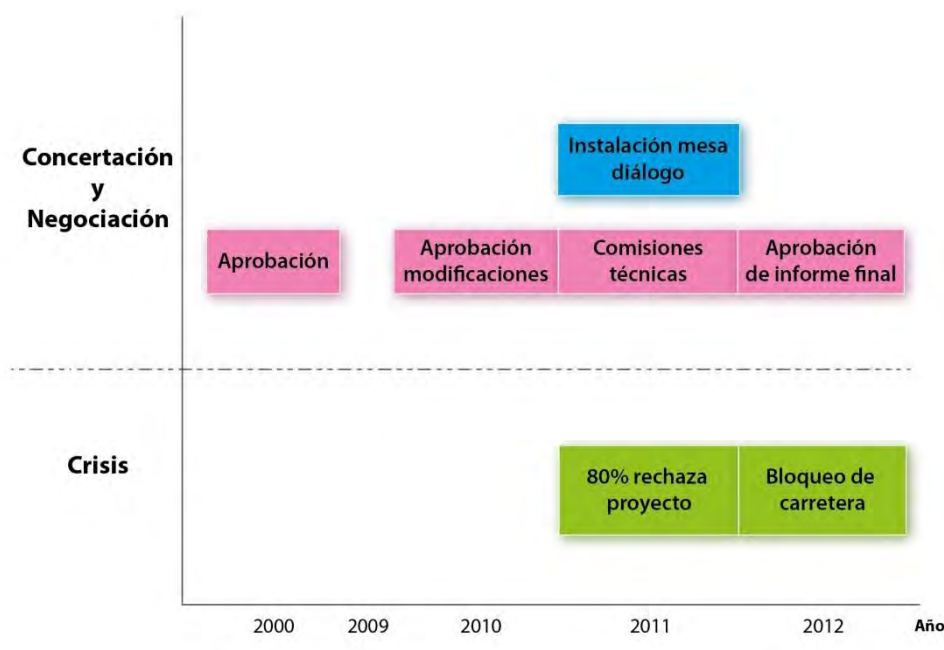 Concertación
y
Negociación
Instalación mesa
diálogo
Aprobación
Aprobación
modificaciones
Comisiones
técnicas
Aprobación
de informe final
Crisis
80% rechaza
proyecto
Bloqueo de
carretera
2000 2009 2010 2011 2012 Año